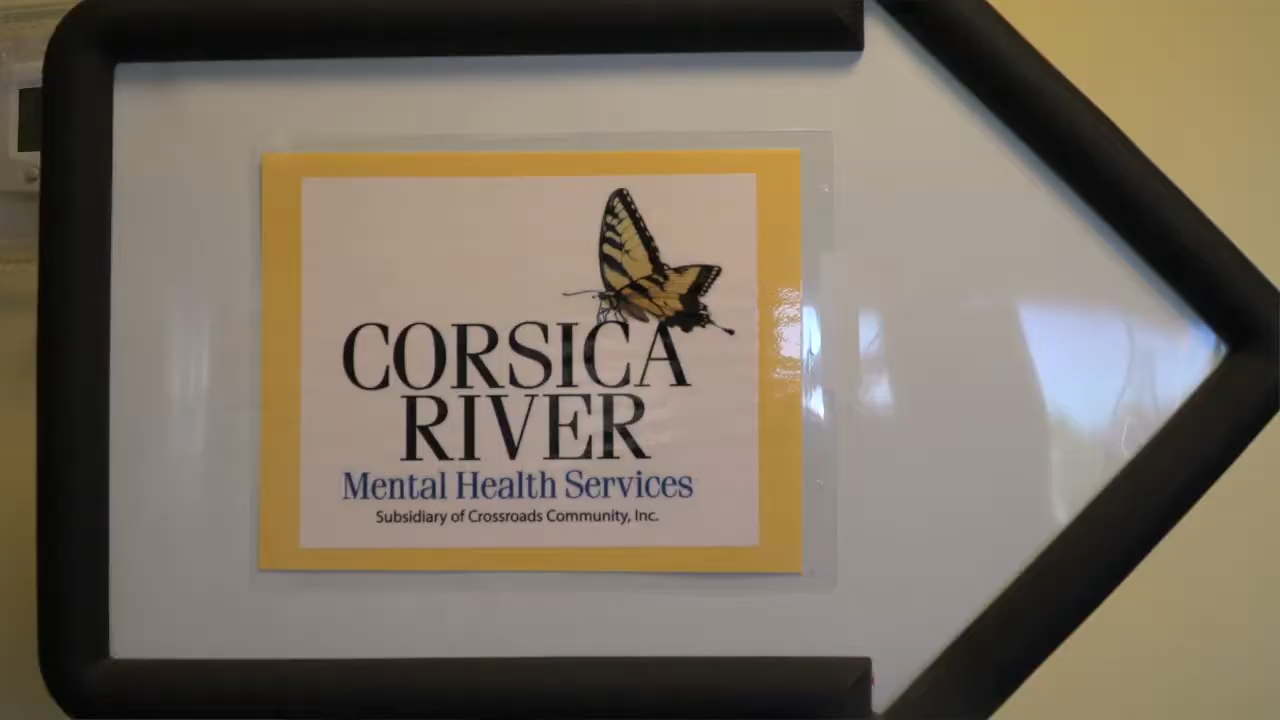 CORSICA
RIVER
Mental Health Services
Subsidiary of Crossroads Community, Inc.